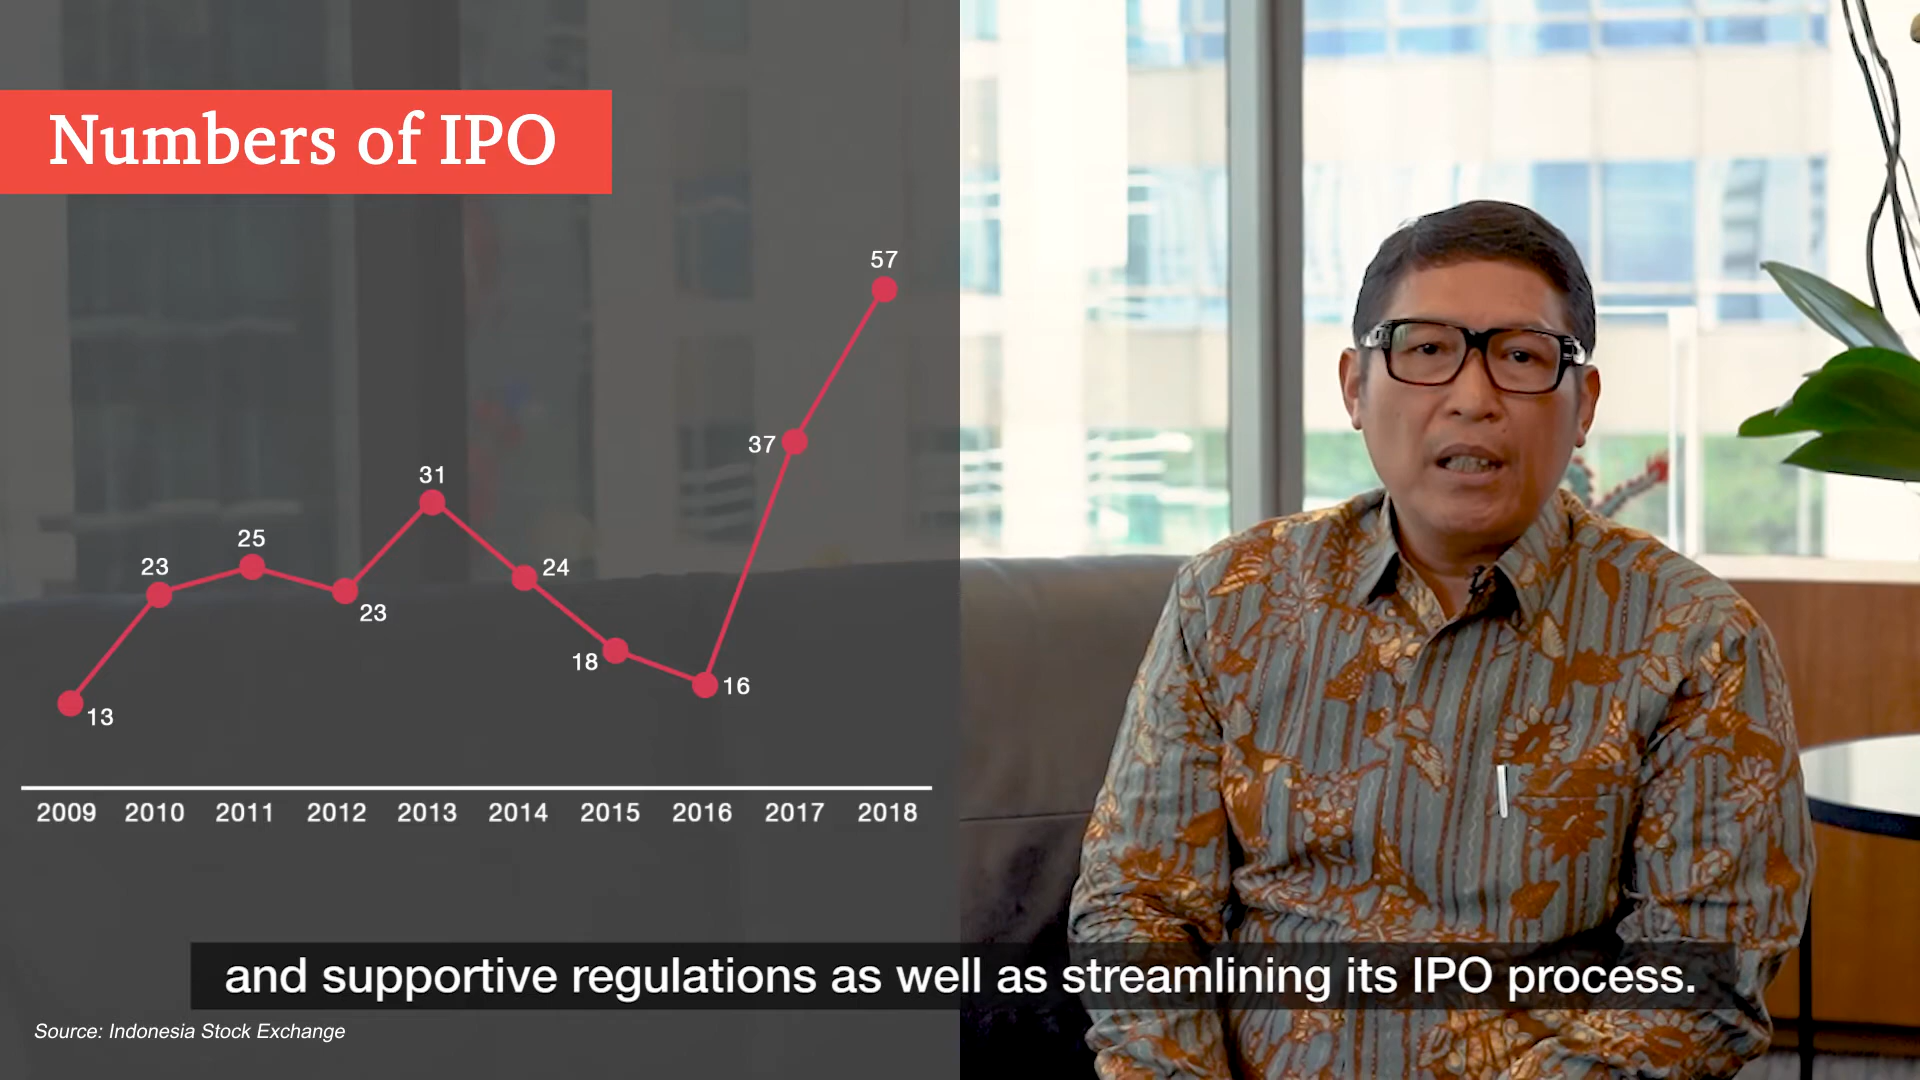 Numbers of IPO
57
37
31
25
23
24
23
18
16
13
2009 2010 2011 2012 2013 2014 2015 2016 2017 2018
and supportive regulations as well as streamlining its IPO process.
Source: Indonesia Stock Exchange